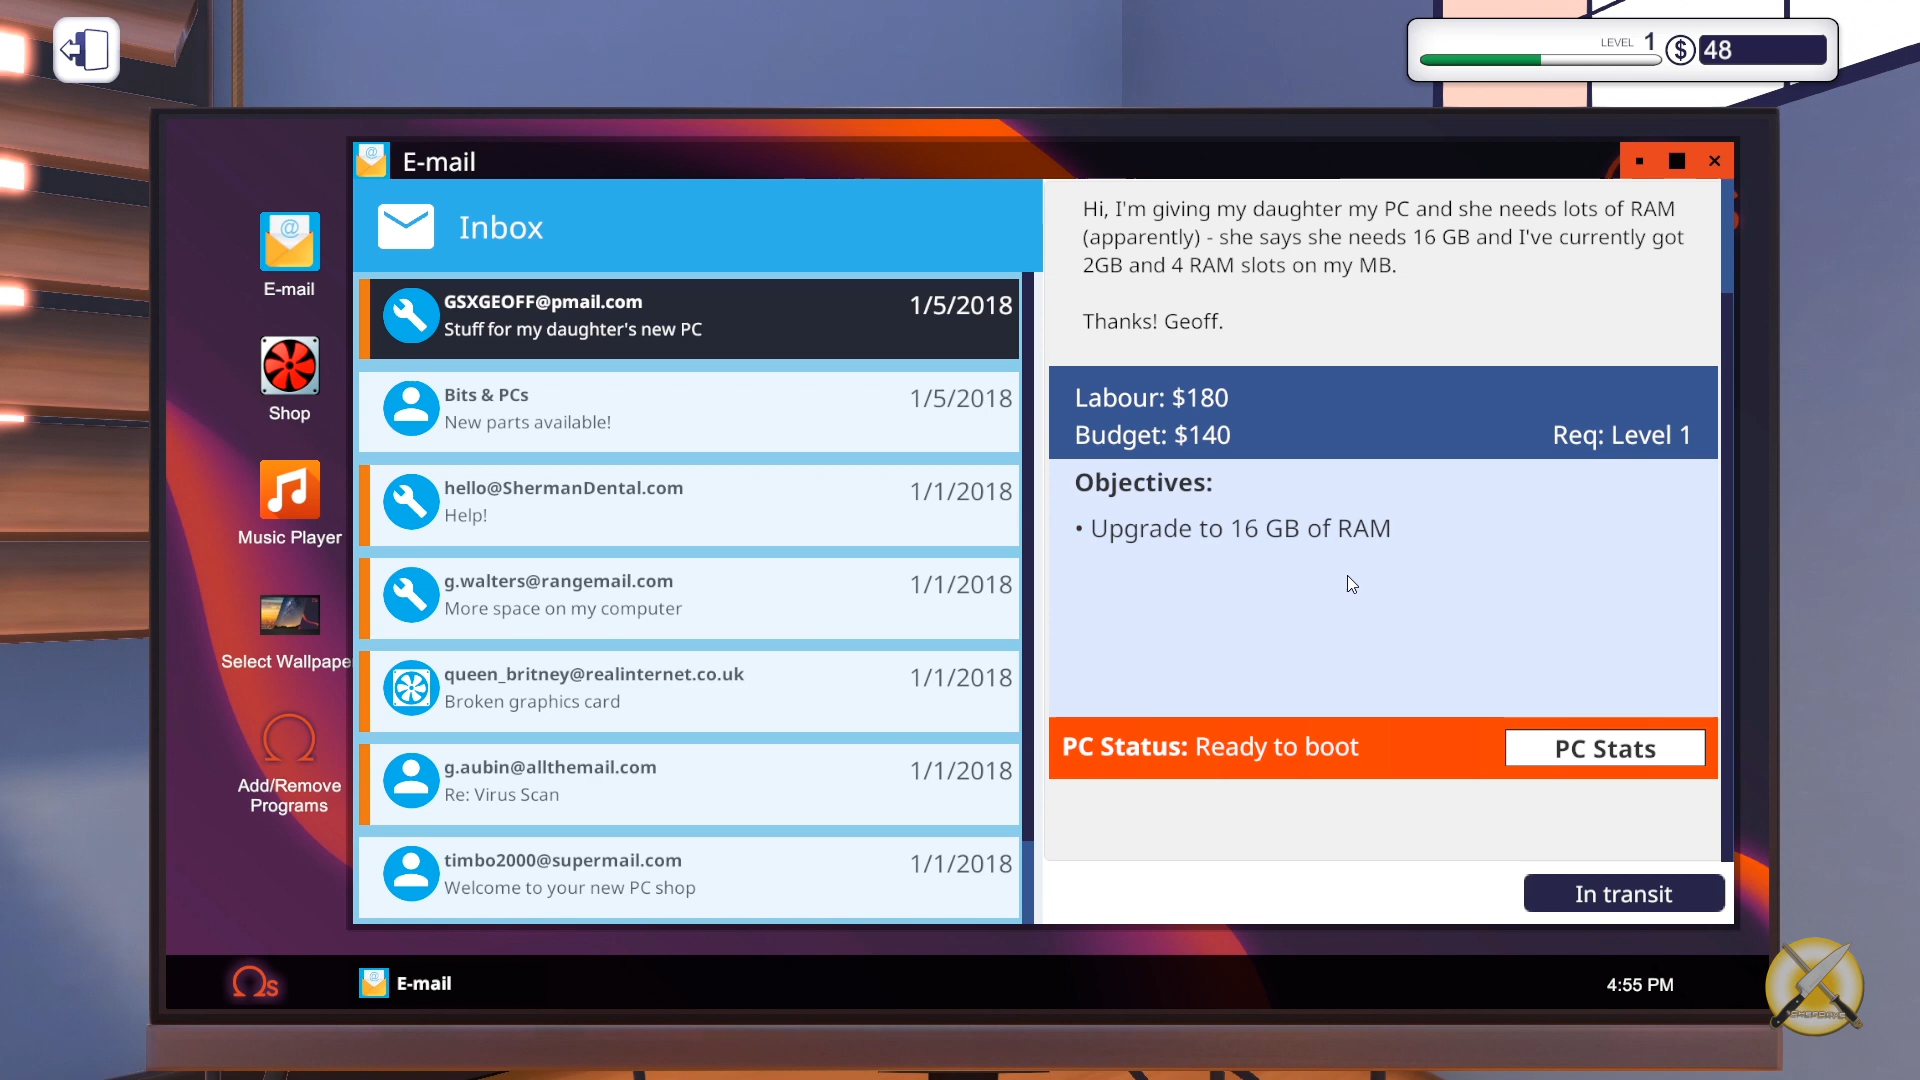 LEVEL 1
$ 48
E-mail
Inbox
GSXGEOFF@pmail.com
1/5/2018
Stuff for my daughter's new PC
Bits & PCs
1/5/2018
New parts available!
hello@ShermanDental.com
1/1/2018
Help!
g.walters@rangemail.com
1/1/2018
More space on my computer
queen_britney@realinternet.co.uk
1/1/2018
Broken graphics card
g.aubin@allthemail.com
1/1/2018
Re: Virus Scan
timbo2000@supermail.com
1/1/2018
Welcome to your new PC shop
Hi, I'm giving my daughter my PC and she needs lots of RAM
(apparently) - she says she needs 16 GB and I've currently got
2GB and 4 RAM slots on my MB.
Thanks! Geoff.
Labour: $180
Budget: $140
Req: Level 1
Objectives:
• Upgrade to 16 GB of RAM
PC Status: Ready to boot
PC Stats
In transit
E-mail
Shop
Music Player
Select Wallpape
Add/Remove
Programs
Ωs
E-mail
4:55 PM